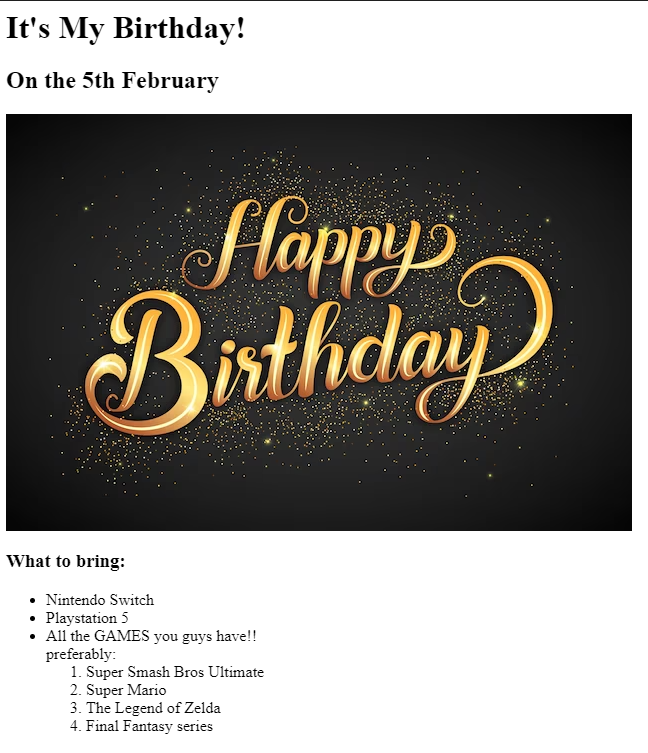 It's My Birthday!
On the 5th February
Happy
Birthday
What to bring:
• Nintendo Switch
• Playstation 5
• All the GAMES you guys have!!
preferably:
1. Super Smash Bros Ultimate
2. Super Mario
3. The Legend of Zelda
4. Final Fantasy series